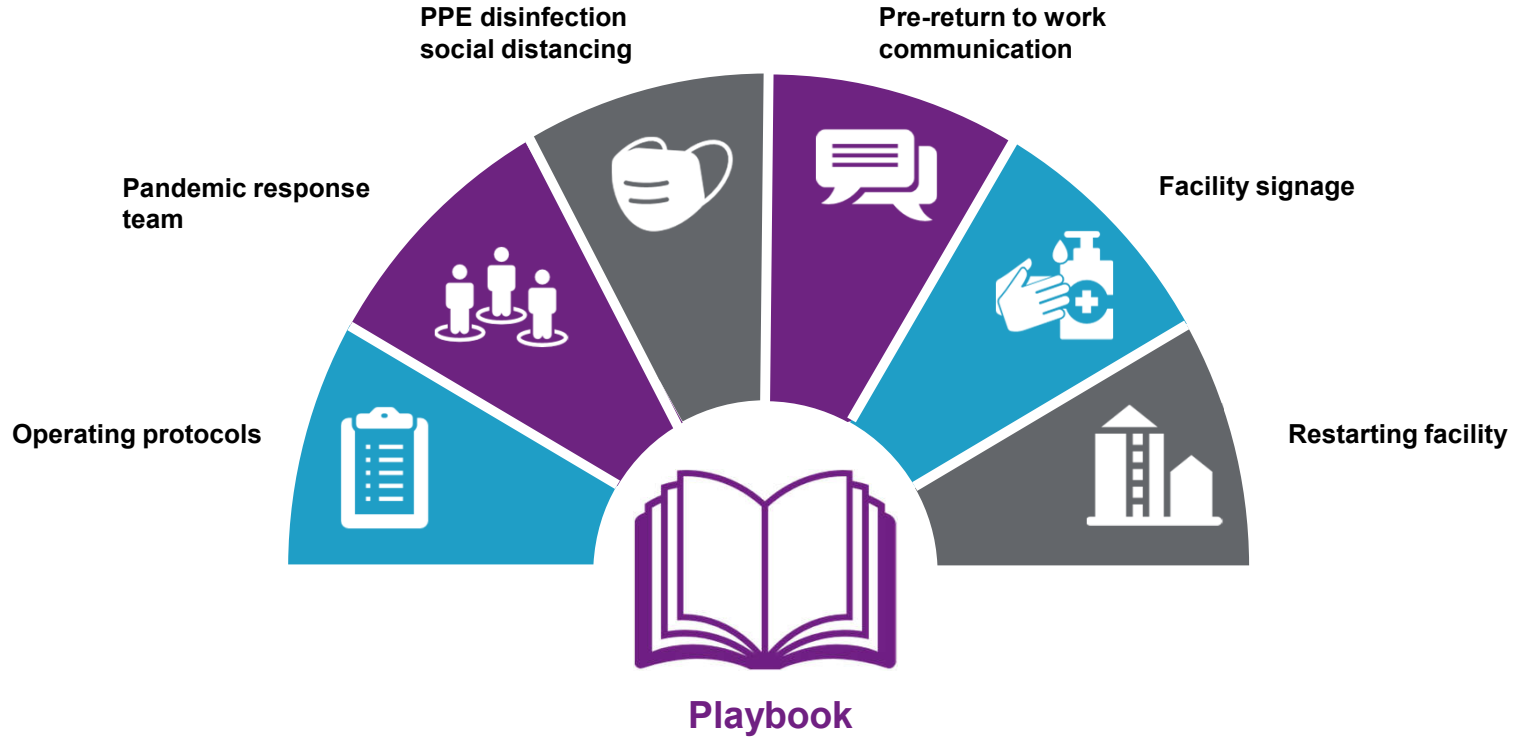 PPE disinfection
social distancing
Pre-return to work
communication
Pandemic response
team
Facility signage
Operating protocols
Restarting facility
Playbook